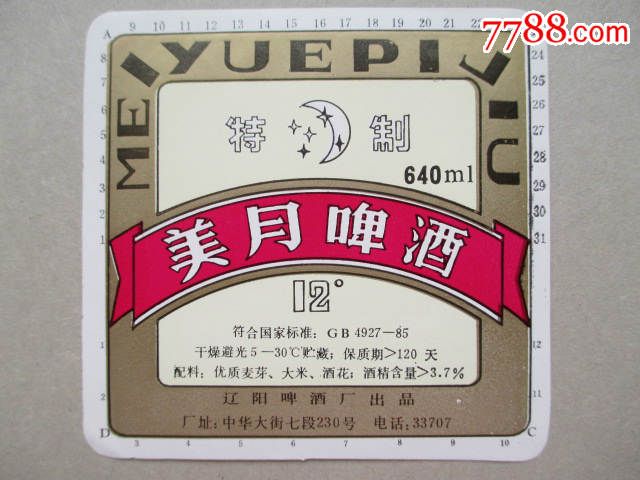 7788.com
MEIYUEPIJIU
特制
640ml
美月啤酒
12°
符合国家标准：GB 4927—85
干燥避光5—30℃贮藏；保质期>120 天
配料：优质麦芽、大米、酒花；酒精含量>3.7%
辽阳啤酒厂出品
厂址：中华大街七段230号 电话：33707